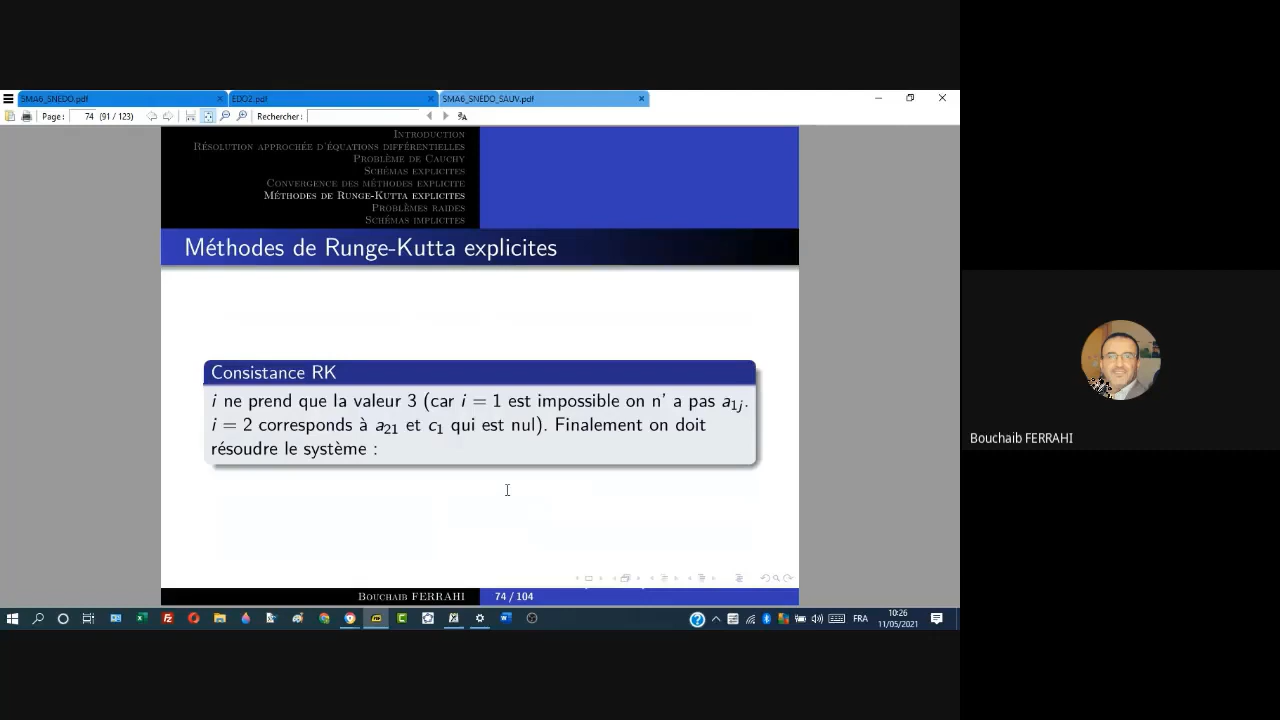 SMA6_SNEDO.pdf
EDO2.pdf
SMA6_SNEDO_SAUV.pdf
Page : 74 (91 / 123) Rechercher :
INTRODUCTION
RÉSOLUTION APPROCHÉE D'ÉQUATIONS DIFFÉRENTIELLES
PROBLÈME DE CAUCHY
SCHÉMAS EXPLICITES
CONVERGENCE DES MÉTHODES EXPLICITE
MÉTHODES DE RUNGE-KUTTA EXPLICITES
PROBLÈMES RAIDES
SCHÉMAS IMPLICITES
Méthodes de Runge-Kutta explicites
Consistance RK
i ne prend que la valeur 3 (car i = 1 est impossible on n' a pas a1j.
i = 2 corresponds à a21 et c1 qui est nul). Finalement on doit
résoudre le système :
BOUCHAIB FERRAHI 74 / 104
FRA
10:26
11/05/2021
Bouchaib FERRAHI